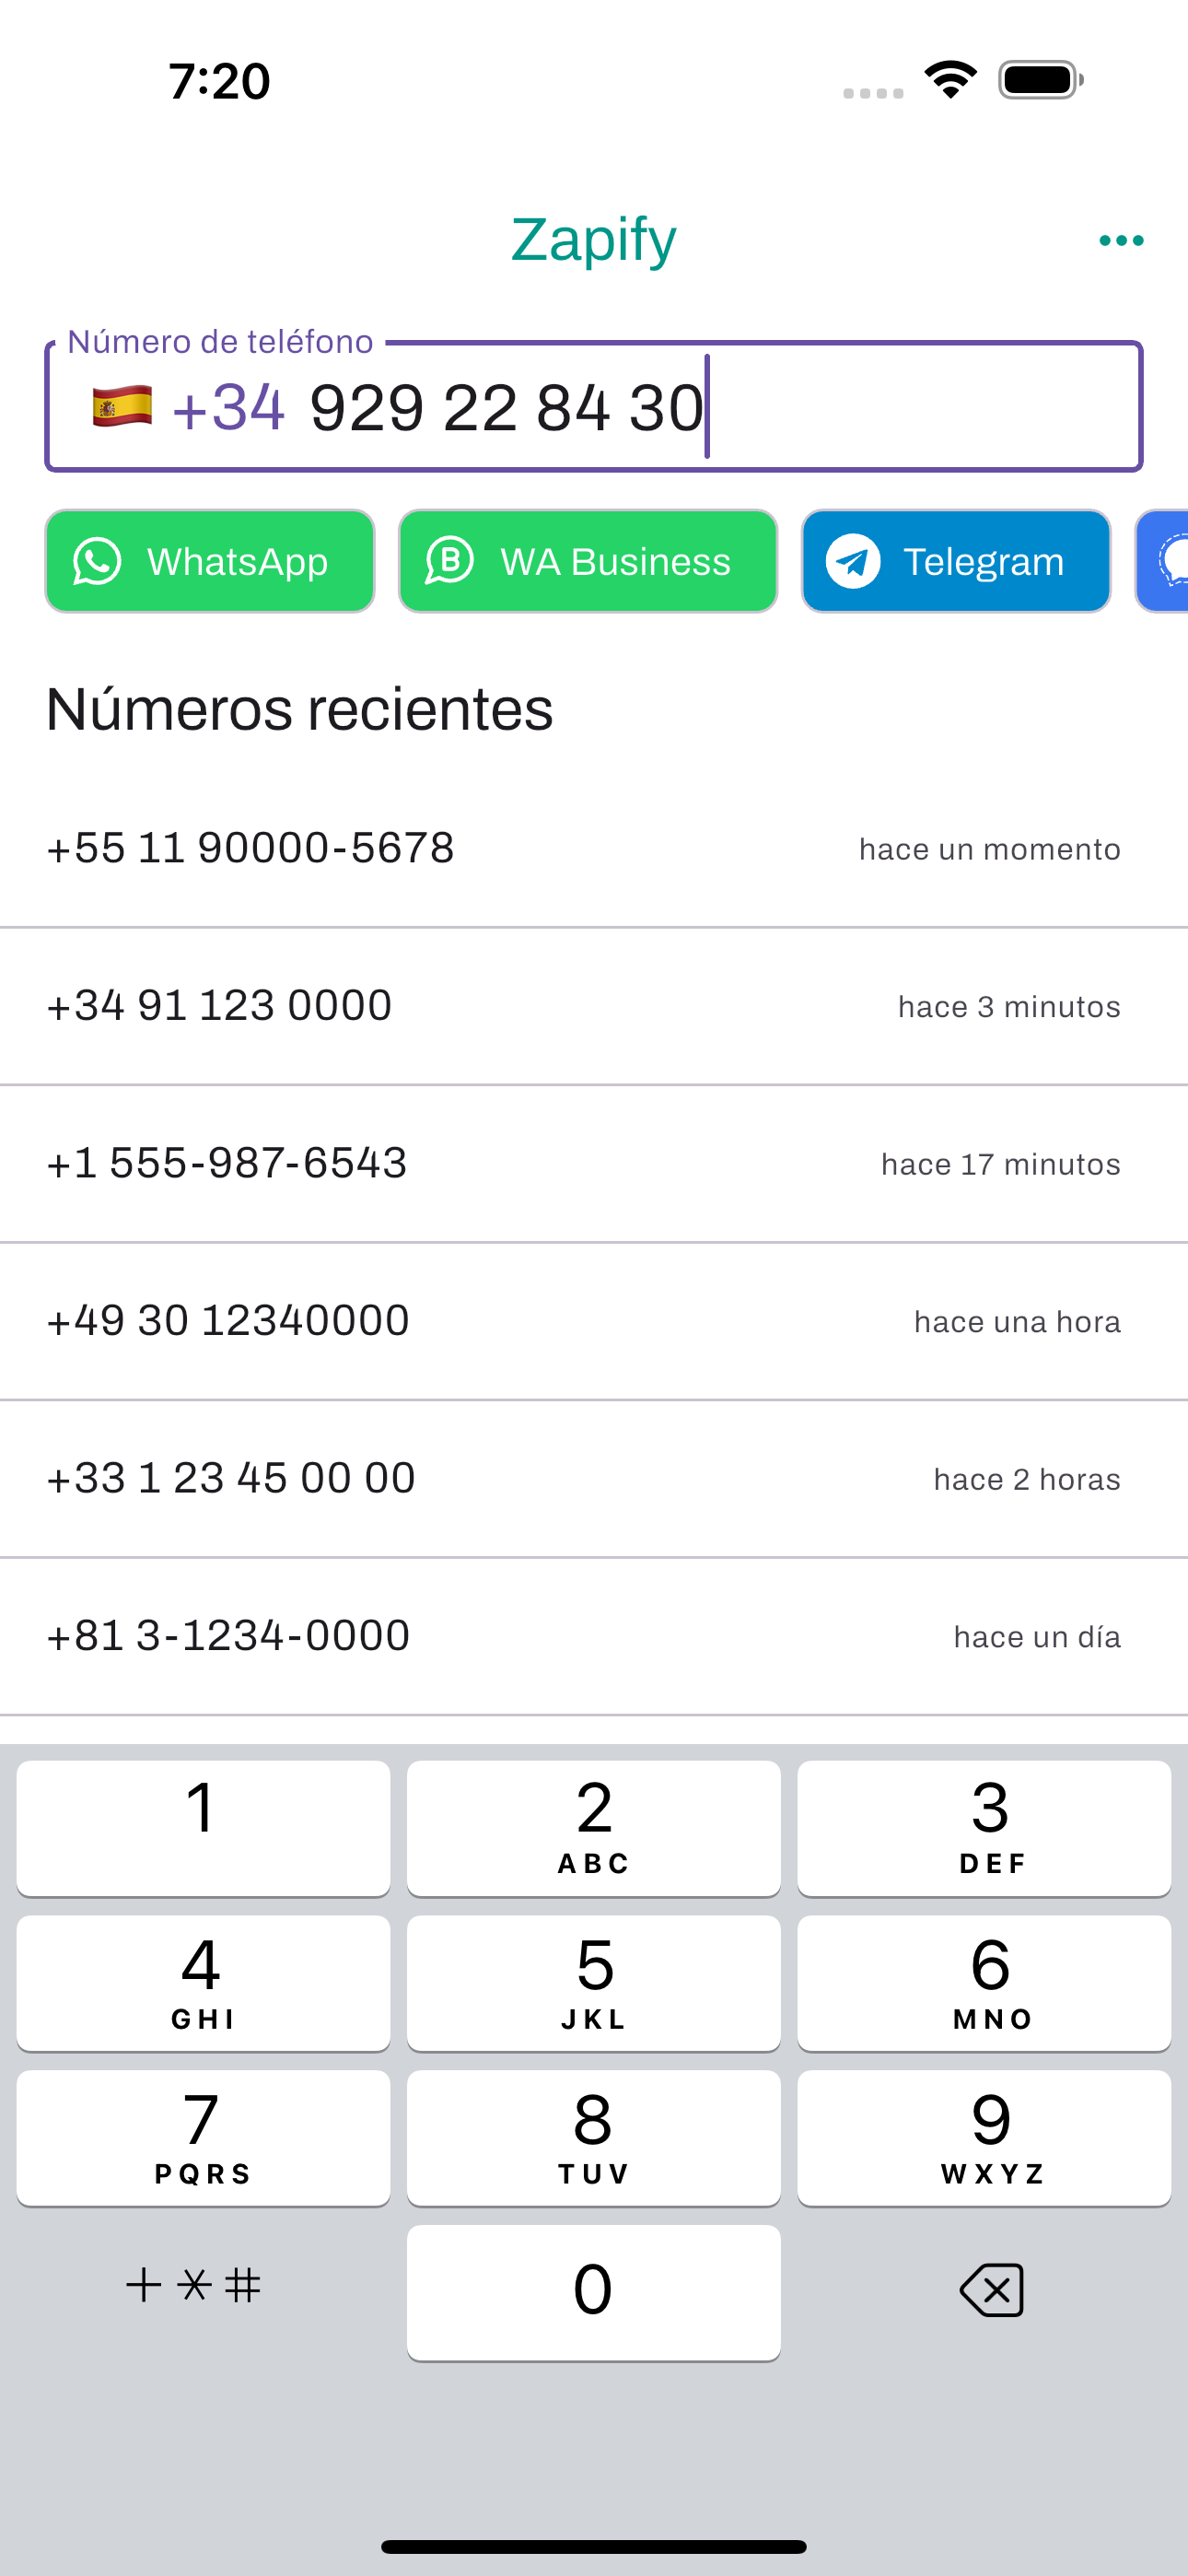 7:20
Zapify
Número de teléfono
+34 929 22 84 30
WhatsApp WA Business Telegram
Números recientes
+55 11 90000-5678 hace un momento
+34 91 123 0000 hace 3 minutos
+1 555-987-6543 hace 17 minutos
+49 30 12340000 hace una hora
+33 1 23 45 00 00 hace 2 horas
+81 3-1234-0000 hace un día
1 2 3
ABC DEF
4 5 6
GHI JKL MNO
7 8 9
PQRS TUV WXYZ
+*# 0